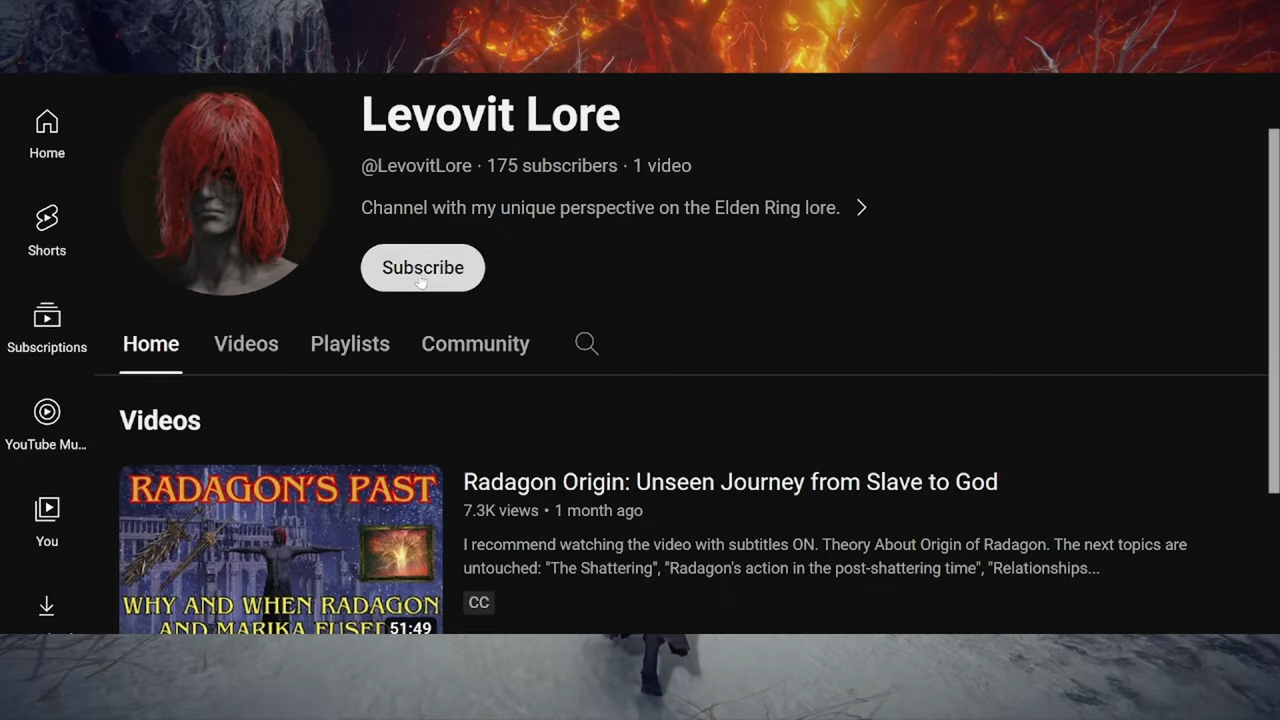 Levovit Lore
@LevovitLore · 175 subscribers · 1 video
Channel with my unique perspective on the Elden Ring lore.
Subscribe
Home
Shorts
Subscriptions
YouTube Mu...
You
Home Videos Playlists Community
Videos
RADAGON'S PAST
WHY AND WHEN RADAGON
AND MARIKA FUSED
51:49
Radagon Origin: Unseen Journey from Slave to God
7.3K views • 1 month ago
I recommend watching the video with subtitles ON. Theory About Origin of Radagon. The next topics are
untouched: "The Shattering", "Radagon's action in the post-shattering time", "Relationships...
CC